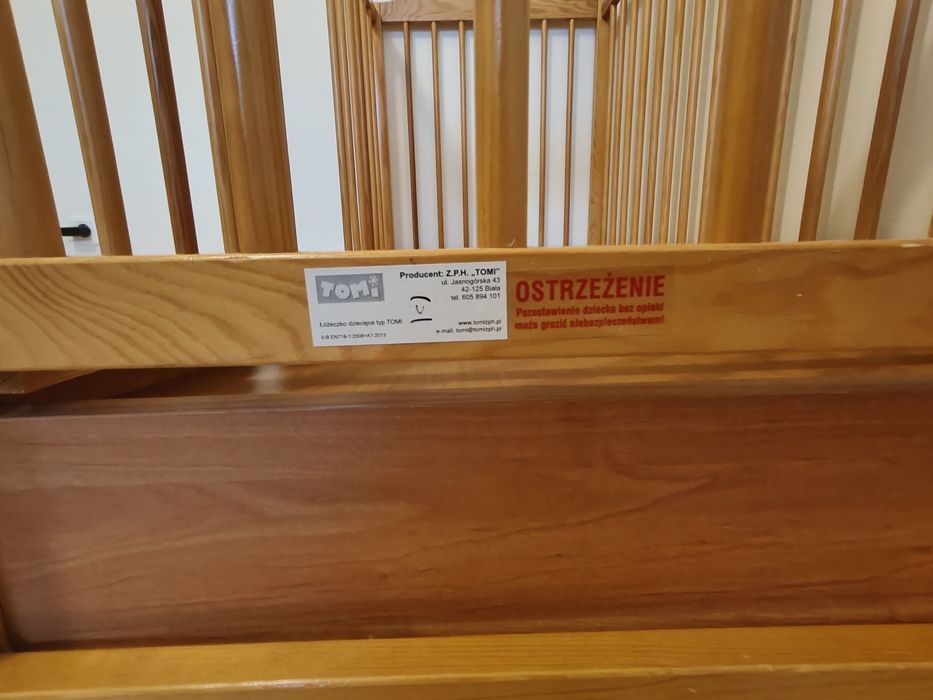 TOMi
Producent: Z.P.H. „TOMI"
ul. Jasnogórska 43
42-125 Biała
tel. 605 894 101
Łóżeczko dziecięce typ TOMI
www.tomizph.pl
e-mail: tomi@tomizph.pl
OSTRZEŻENIE
Pozostawienie dziecka bez opieki
może grozić niebezpieczeństwem!